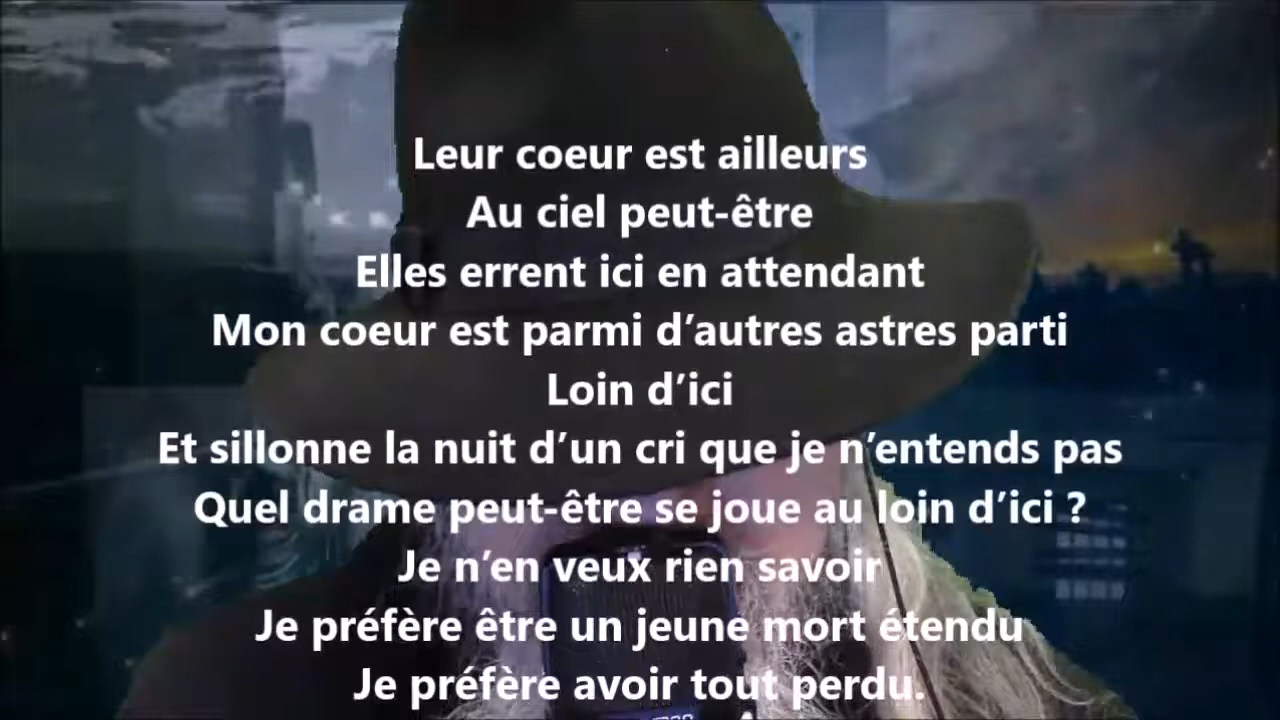 Leur coeur est ailleurs
Au ciel peut-être
Elles errent ici en attendant
Mon coeur est parmi d’autres astres parti
Loin d’ici
Et sillonne la nuit d’un cri que je n’entends pas
Quel drame peut-être se joue au loin d’ici ?
Je n’en veux rien savoir
Je préfère être un jeune mort étendu
Je préfère avoir tout perdu.